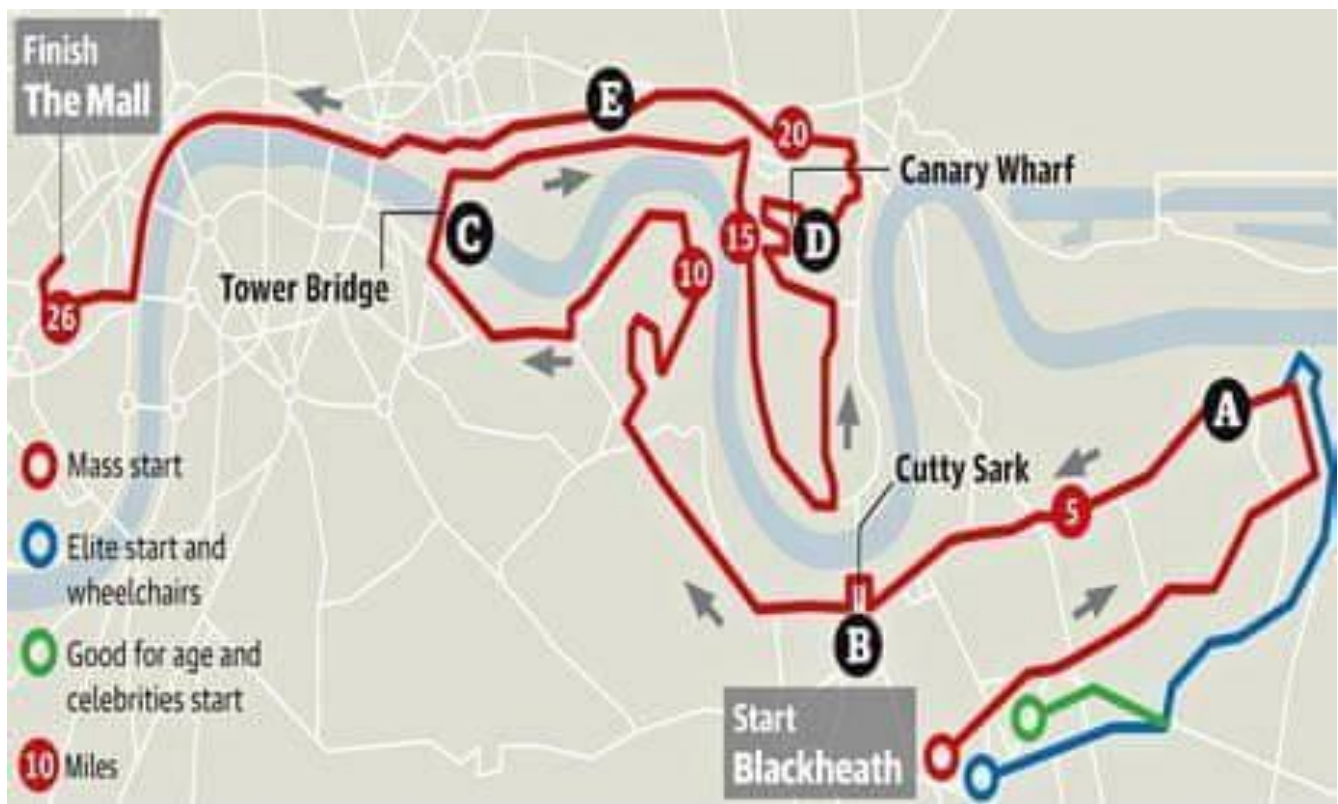 Finish
The Mall
E
20
Canary Wharf
C
15
D
10
Tower Bridge
26
A
Cutty Sark
5
B
Mass start
Elite start and
wheelchairs
Good for age and
celebrities start
10 Miles
Start
Blackheath